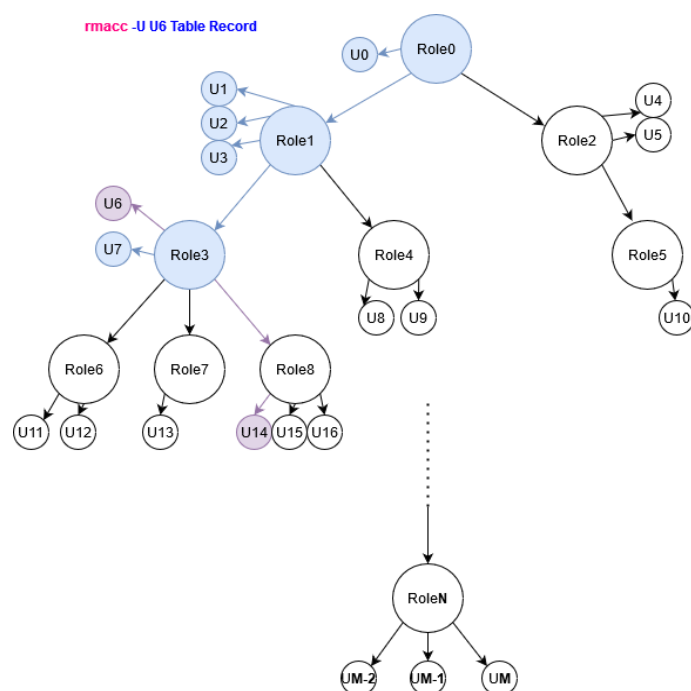 rmacc -U U6 Table Record
U0
Role0
U1
U2
U3
Role1
Role2
U4
U5
U6
U7
Role3
Role4
Role5
U8
U9
U10
Role6
Role7
Role8
U11
U12
U13
U14
U15
U16
RoleN
UM-2
UM-1
UM